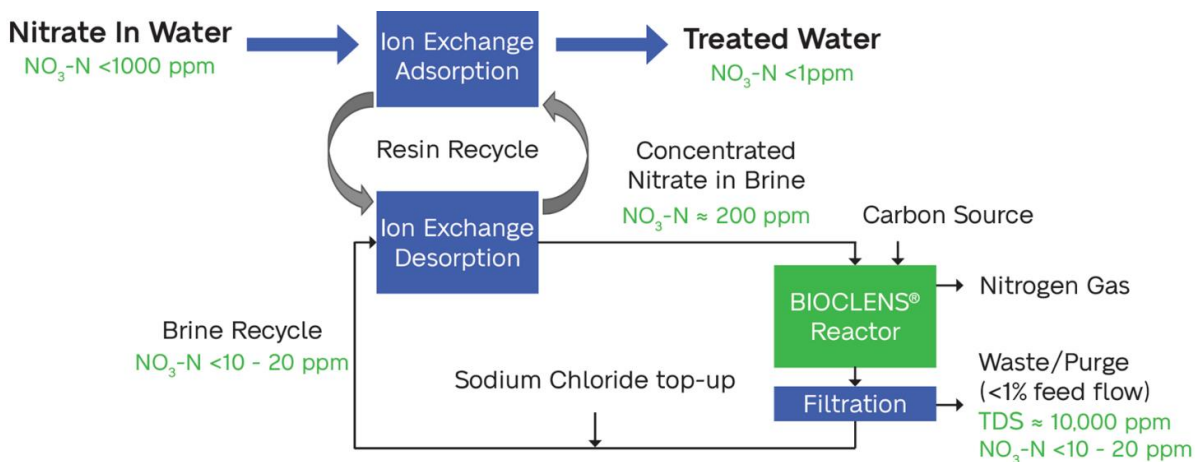 Nitrate In Water
NO₃-N <1000 ppm
Ion Exchange
Adsorption
Treated Water
NO₃-N <1ppm
Resin Recycle
Concentrated
Nitrate in Brine
NO₃-N ≈ 200 ppm
Carbon Source
Ion Exchange
Desorption
BIOCLENS®
Reactor
Nitrogen Gas
Brine Recycle
NO₃-N <10 - 20 ppm
Sodium Chloride top-up
Filtration
Waste/Purge
(<1% feed flow)
TDS ≈ 10,000 ppm
NO₃-N <10 - 20 ppm